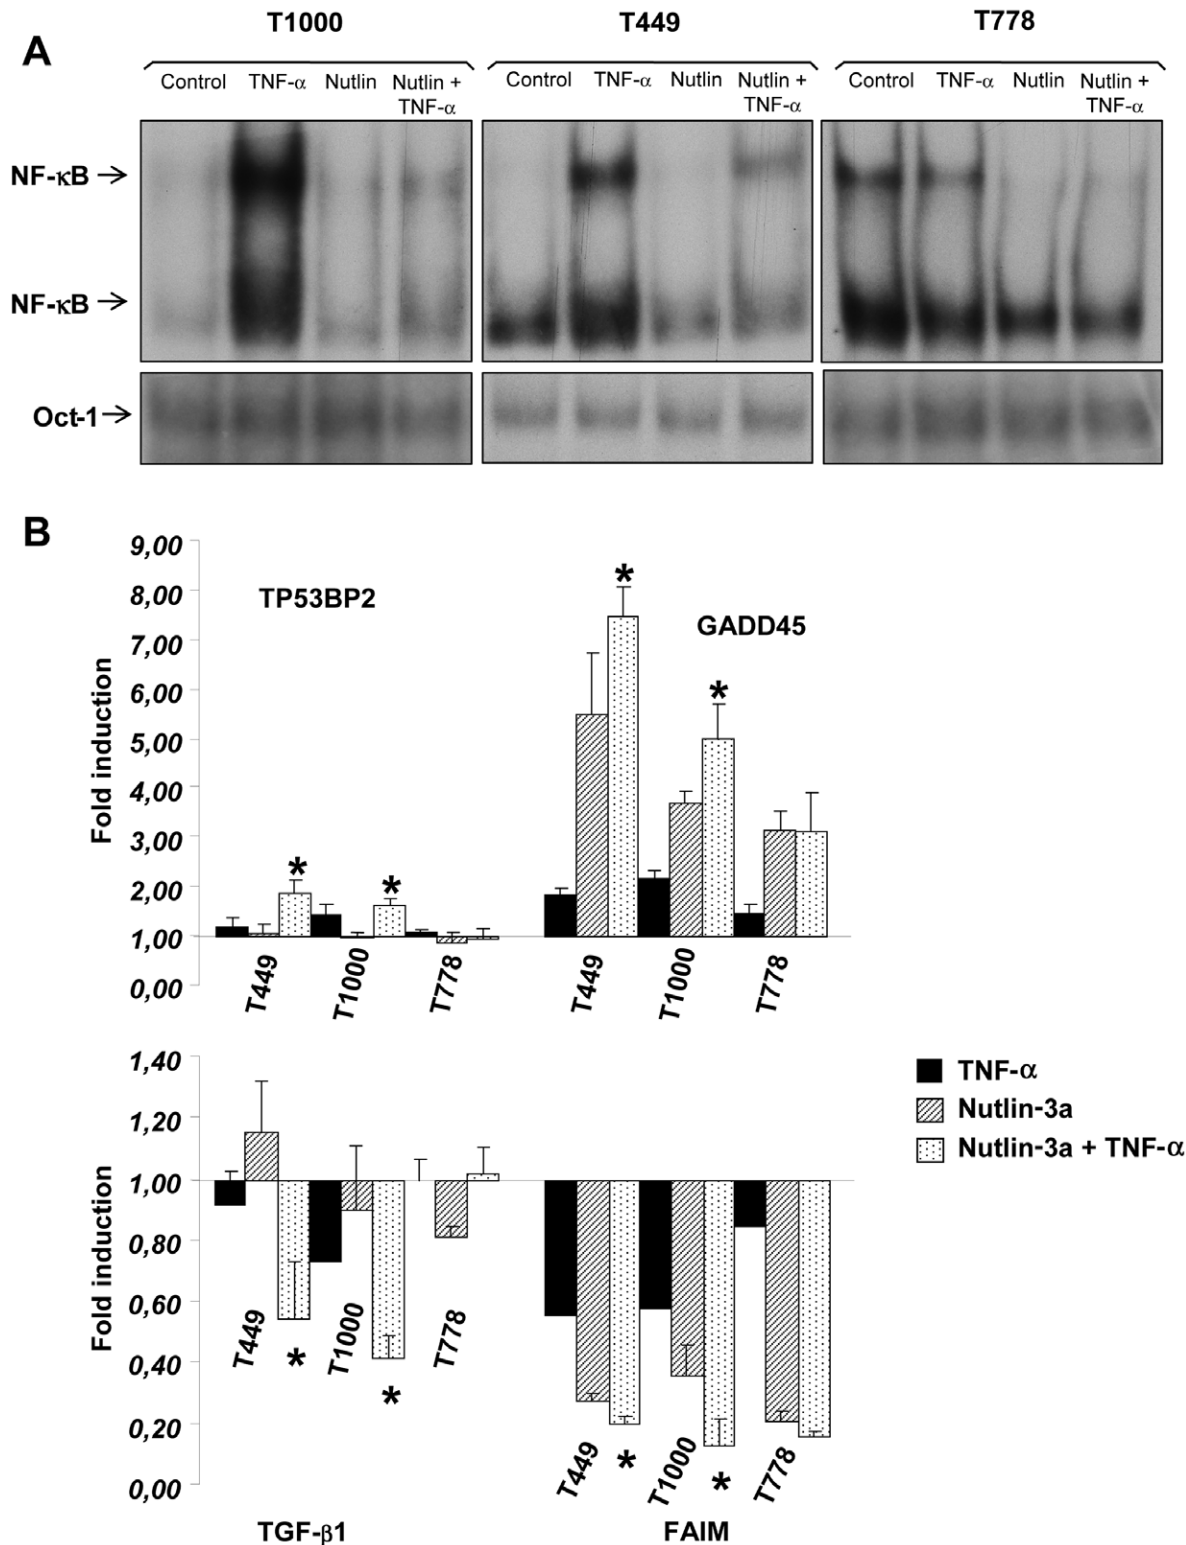 T1000 T449 T778
A
Control TNF-α Nutlin Nutlin + TNF-α Control TNF-α Nutlin Nutlin + TNF-α Control TNF-α Nutlin Nutlin + TNF-α
NF-κB →
NF-κB →
Oct-1 →
B
9,00
8,00
7,00
6,00
5,00
4,00
3,00
2,00
1,00
0,00
Fold induction
TP53BP2
GADD45
*
*
*
*
T449 T1000 T778 T449 T1000 T778
1,40
1,20
1,00
0,80
0,60
0,40
0,20
0,00
Fold induction
T449 T1000 T778
*
*
T449 T1000 T778
*
*
TGF-β1 FAIM
TNF-α
Nutlin-3a
Nutlin-3a + TNF-α